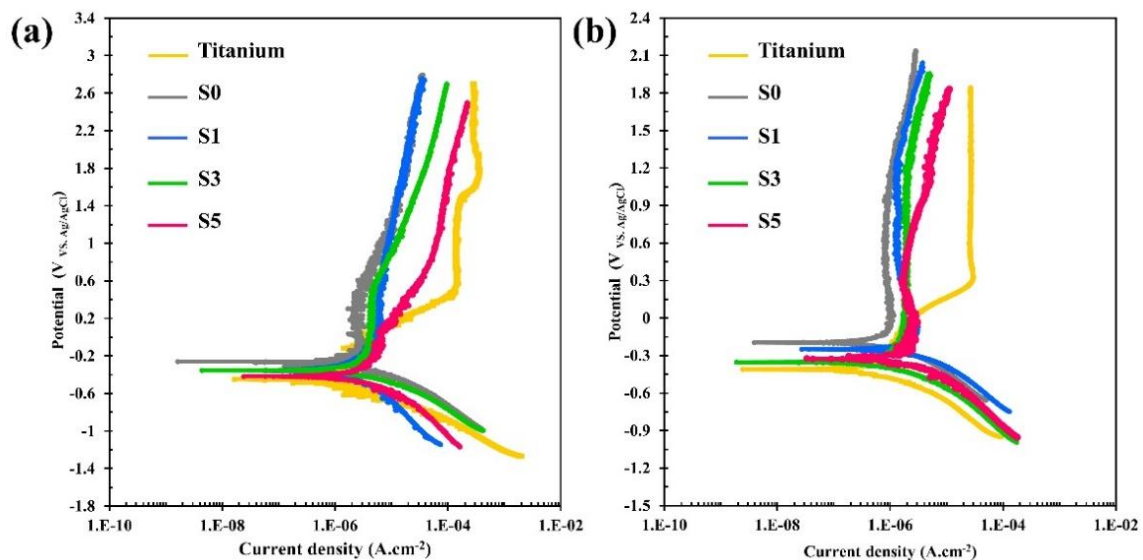 (a)
3.4
3
2.6
2.2
1.8
1.4
1
0.6
0.2
-0.2
-0.6
-1
-1.4
-1.8
Potential (V VS. Ag/AgCl)
Titanium
S0
S1
S3
S5
1.E-10
1.E-08
1.E-06
1.E-04
1.E-02
Current density (A.cm-2)
(b)
2.4
2.1
1.8
1.5
1.2
0.9
0.6
0.3
0
-0.3
-0.6
-0.9
-1.2
-1.5
Potential (V VS. Ag/AgCl)
Titanium
S0
S1
S3
S5
1.E-10
1.E-08
1.E-06
1.E-04
1.E-02
Current density (A.cm-2)